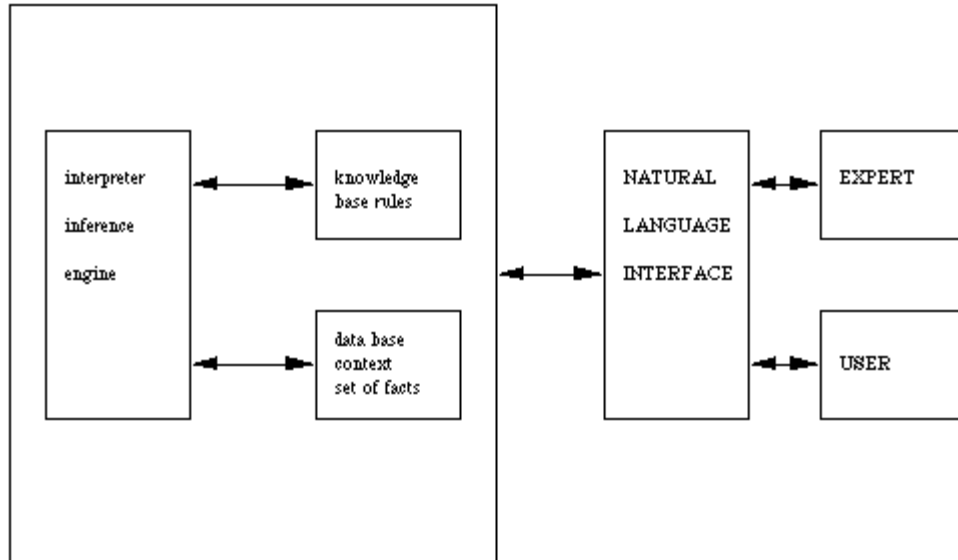 interpreter
inference
engine
knowledge
base rules
data base
context
set of facts
NATURAL
LANGUAGE
INTERFACE
EXPERT
USER